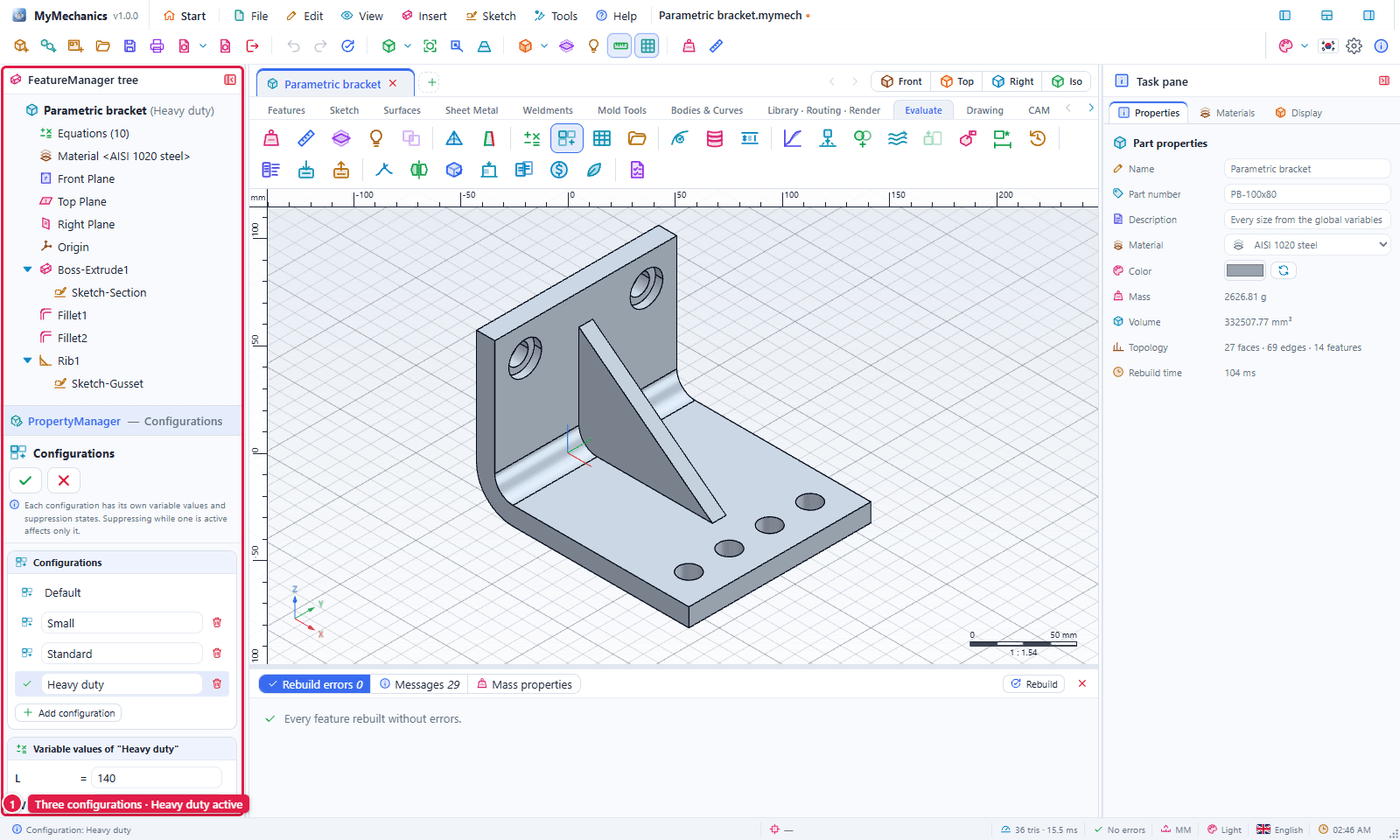 MyMechanics v1.0.0
Start
File
Edit
View
Insert
Sketch
Tools
Help
Parametric bracket.mymech
FeatureManager tree
Parametric bracket (Heavy duty)
Equations (10)
Material <AISI 1020 steel>
Front Plane
Top Plane
Right Plane
Origin
Boss-Extrude1
Sketch-Section
Fillet1
Fillet2
Rib1
Sketch-Gusset
PropertyManager — Configurations
Configurations
Each configuration has its own variable values and
suppression states. Suppressing while one is active
affects only it.
Configurations
Default
Small
Standard
Heavy duty
Add configuration
Variable values of "Heavy duty"
L = 140
1 Three configurations · Heavy duty active
Parametric bracket
Front
Top
Right
Iso
Features
Sketch
Surfaces
Sheet Metal
Weldments
Mold Tools
Bodies & Curves
Library · Routing · Render
Evaluate
Drawing
CAM
mm
-100
-50
0
50
100
150
200
100
50
0
50
100
Z
Y
X
0 50 mm
1 : 1.54
Rebuild errors 0
Messages 29
Mass properties
Rebuild
Every feature rebuilt without errors.
Task pane
Properties
Materials
Display
Part properties
Name Parametric bracket
Part number PB-100x80
Description Every size from the global variables
Material AISI 1020 steel
Color
Mass 2626.81 g
Volume 332507.77 mm³
Topology 27 faces · 69 edges · 14 features
Rebuild time 104 ms
Configuration: Heavy duty
—
36 tris · 15.5 ms
No errors
MM
Light
English
02:46 AM